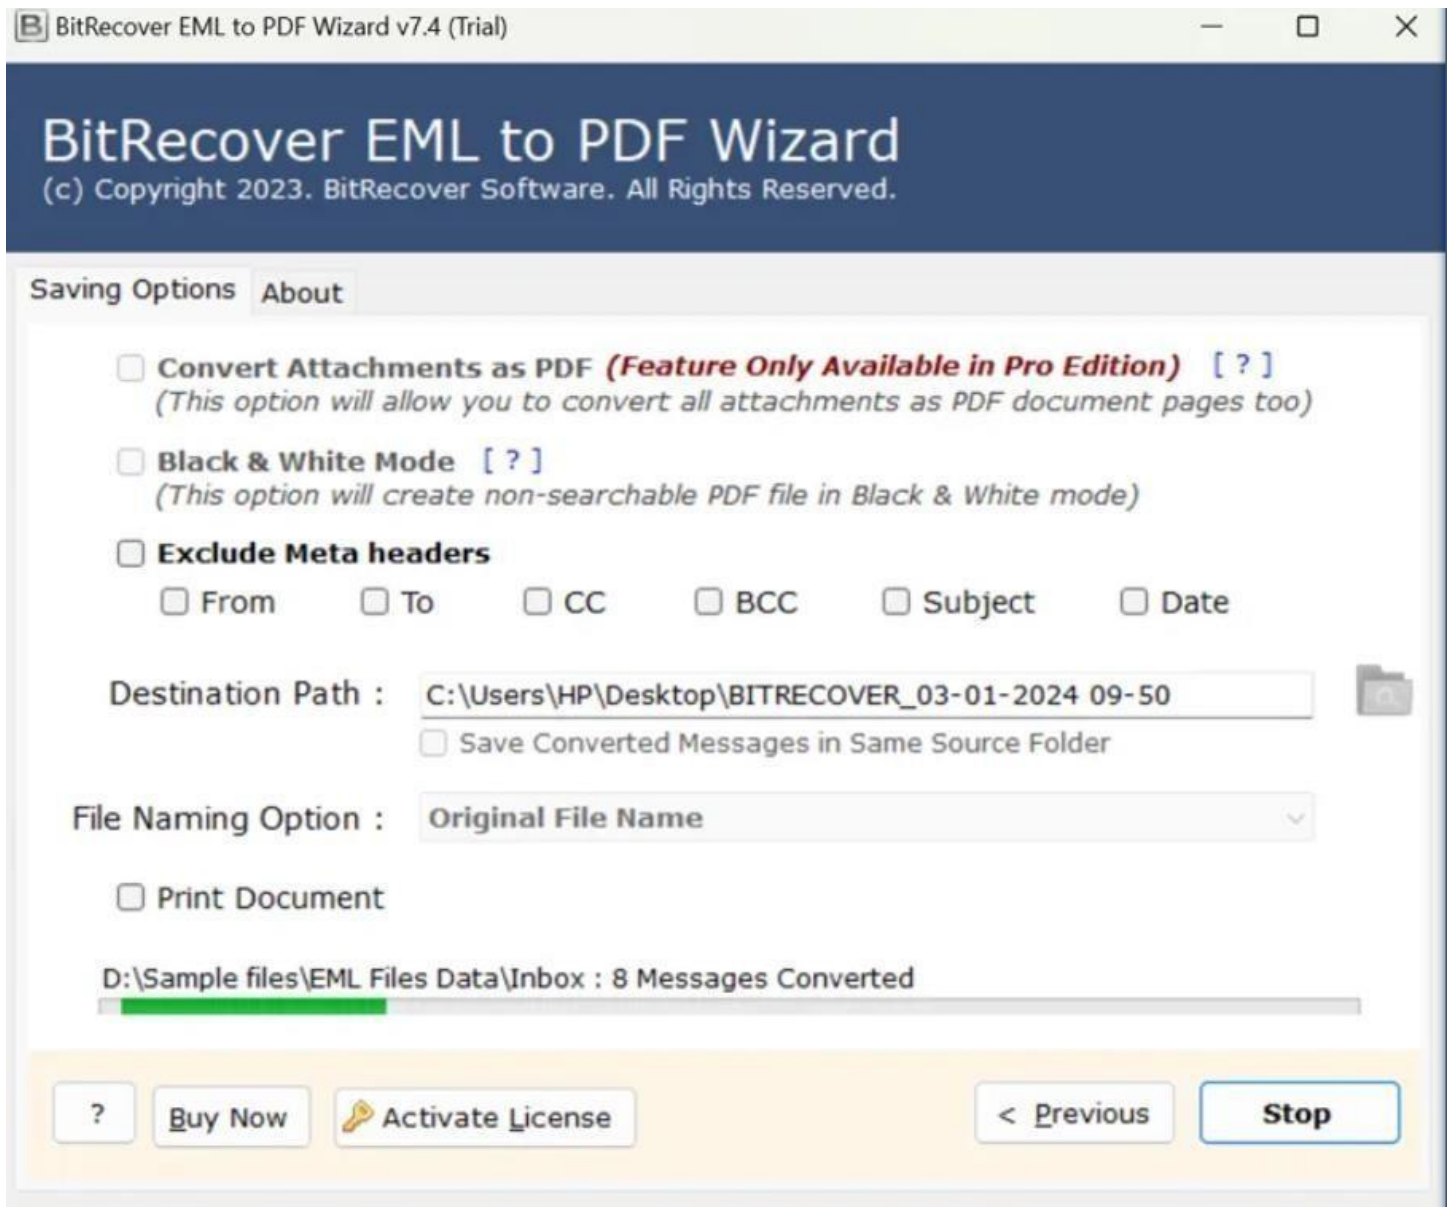 BitRecover EML to PDF Wizard v7.4 (Trial)
BitRecover EML to PDF Wizard
(c) Copyright 2023. BitRecover Software. All Rights Reserved.
Saving Options About
Convert Attachments as PDF (Feature Only Available in Pro Edition) [ ? ]
(This option will allow you to convert all attachments as PDF document pages too)
Black & White Mode [ ? ]
(This option will create non-searchable PDF file in Black & White mode)
Exclude Meta headers
From To CC BCC Subject Date
Destination Path : C:\Users\HP\Desktop\BITRECOVER_03-01-2024 09-50
Save Converted Messages in Same Source Folder
File Naming Option : Original File Name
Print Document
D:\Sample files\EML Files Data\Inbox : 8 Messages Converted
? Buy Now Activate License < Previous Stop